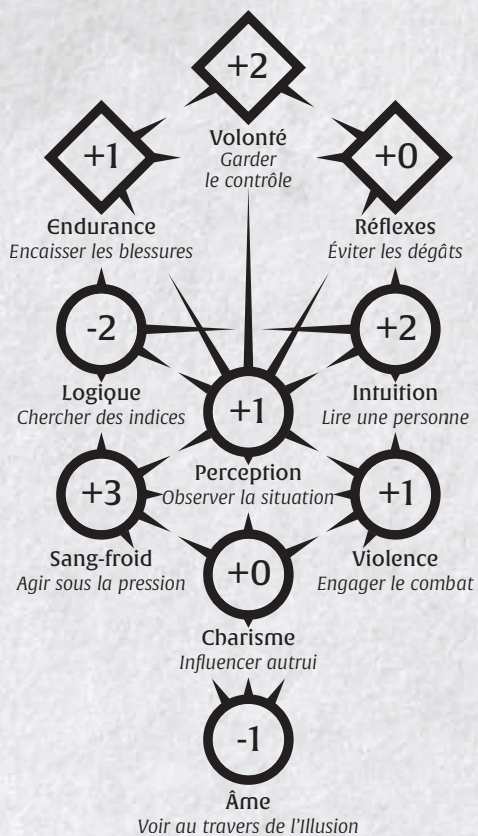 +2
Volonté
Garder
le contrôle
+1
Endurance
Encaisser les blessures
+0
Réflexes
Éviter les dégâts
-2
Logique
Chercher des indices
+2
Intuition
Lire une personne
+1
Perception
Observer la situation
+3
Sang-froid
Agir sous la pression
+1
Violence
Engager le combat
+0
Charisme
Influencer autrui
-1
Âme
Voir au travers de l'Illusion